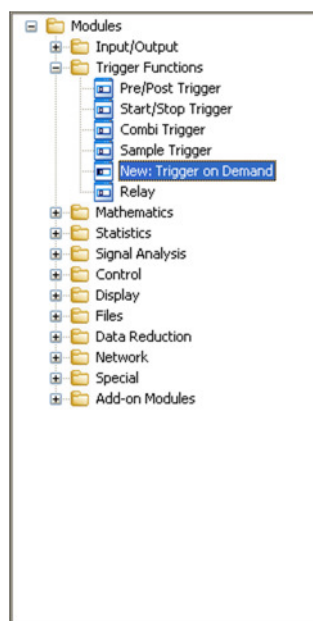 Modules
Input/Output
Trigger Functions
Pre/Post Trigger
Start/Stop Trigger
Combi Trigger
Sample Trigger
New: Trigger on Demand
Relay
Mathematics
Statistics
Signal Analysis
Control
Display
Files
Data Reduction
Network
Special
Add-on Modules